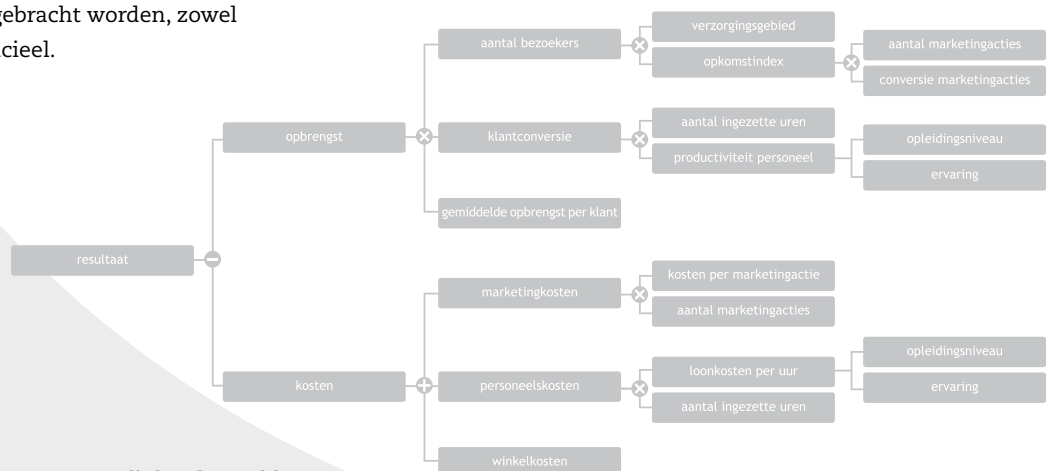 gebracht worden, zowel
cieel.
verzorgingsgebied
aantal bezoekers
aantal marketingacties
opkomstindex
conversie marketingacties
aantal ingezette uren
opbrengst
klantconversie
opleidingsniveau
productiviteit personeel
ervaring
gemiddelde opbrengst per klant
resultaat
kosten per marketingactie
marketingkosten
aantal marketingacties
opleidingsniveau
loonkosten per uur
kosten
personeelskosten
ervaring
aantal ingezette uren
winkelkosten